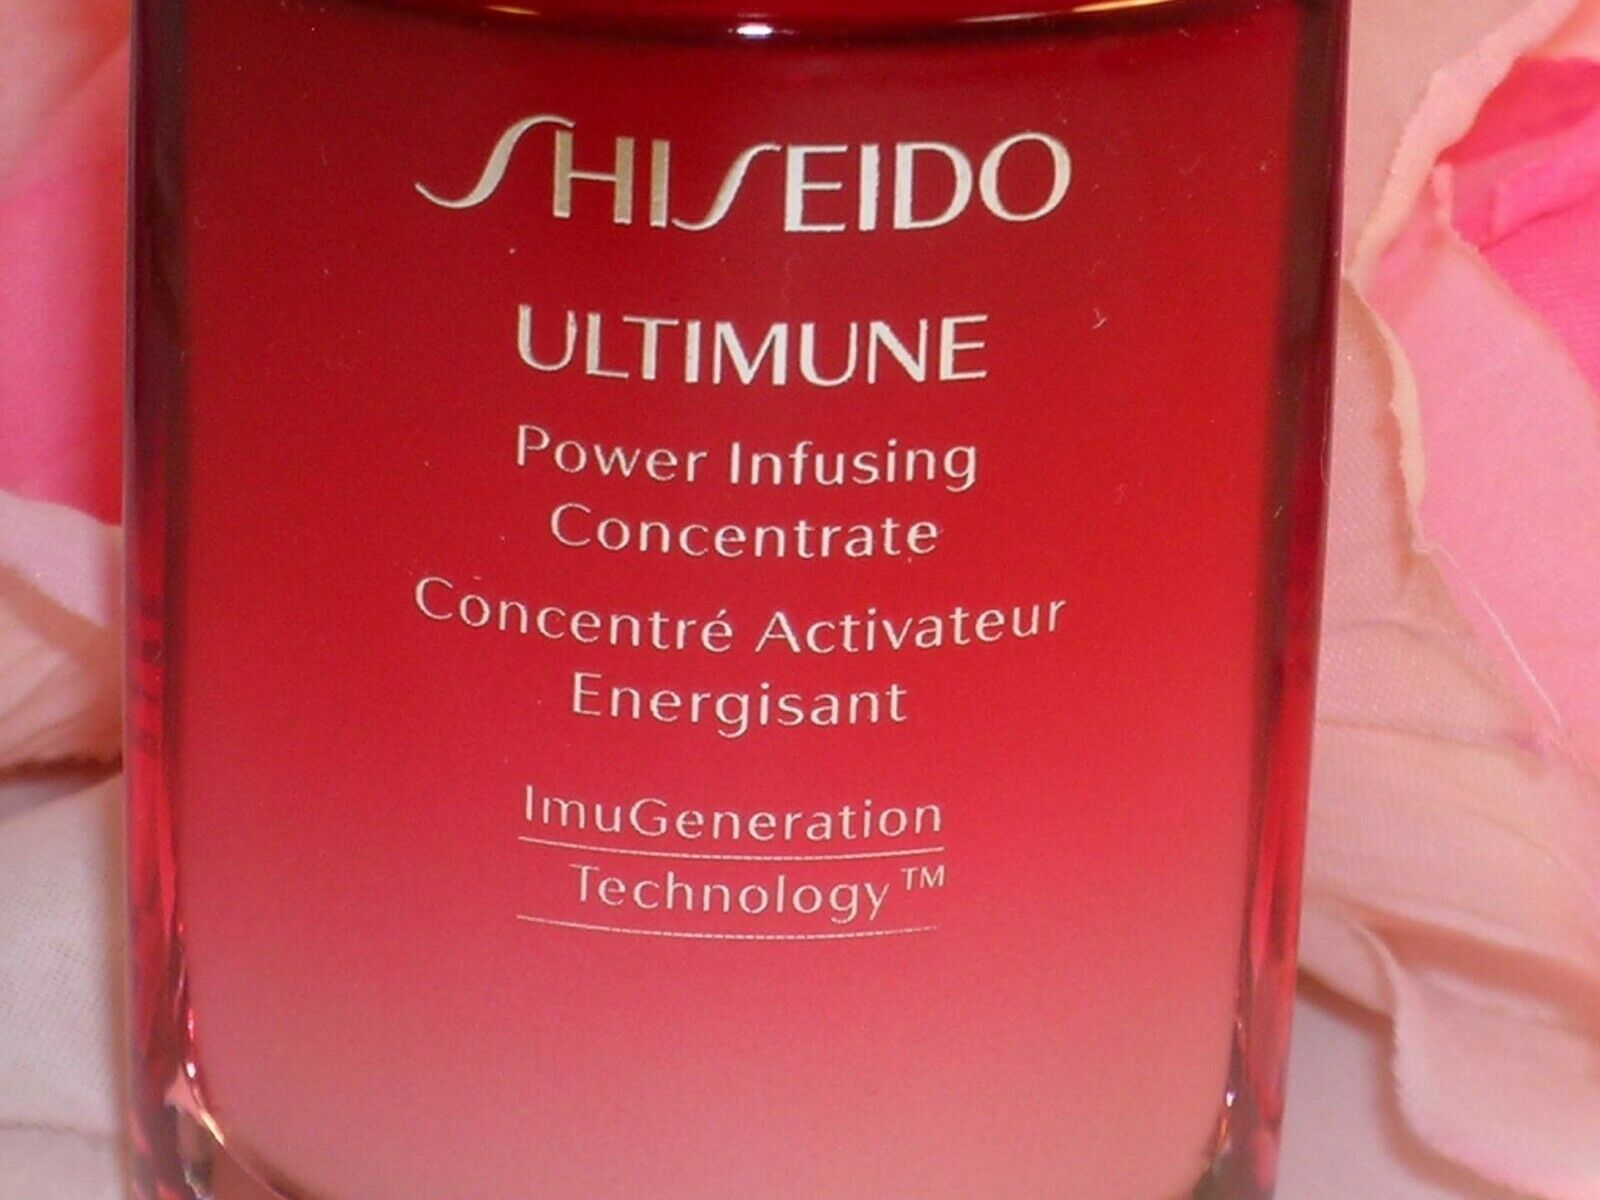 SHISEIDO
ULTIMUNE
Power Infusing
Concentrate
Concentré Activateur
Energisant
ImuGeneration
Technology™